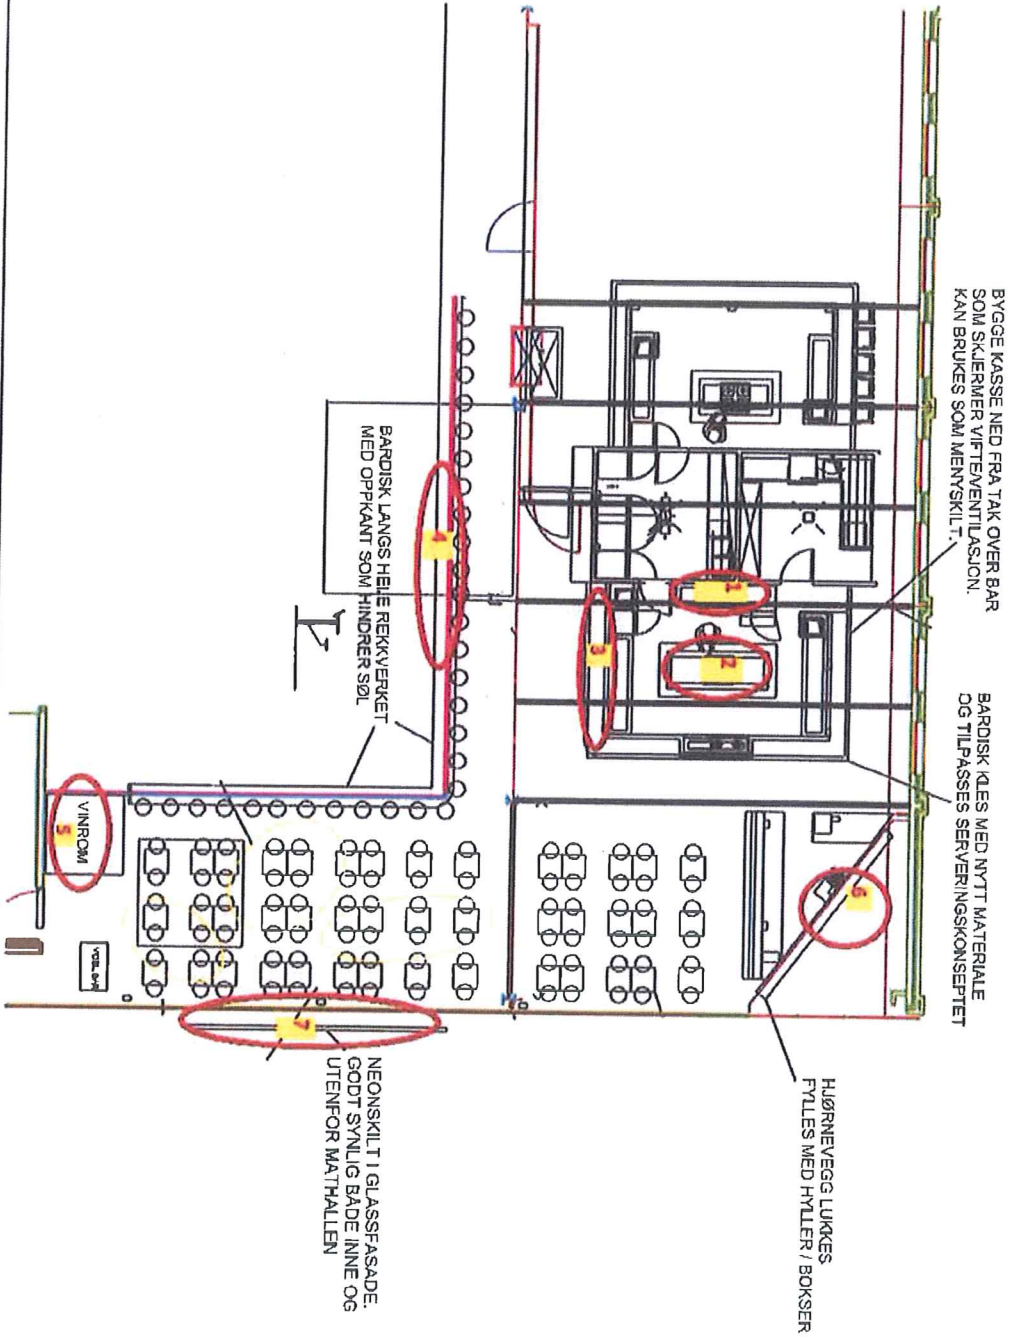 BYGGE KASSE NED FRA TAK OVER BAR
SOM SKJERMER VIFTE/VENTILASJON.
KAN BRUKES SOM MENYSKILT.
BARDISK KLES MED NYTT MATERIALE
OG TILPASSES SERVERINGSKONSEPTET
HJØRNEVEGG LUKKES
FYLLES MED HYLLER / BOKSER
BARDISK LANGS HELE REKKVERKET
MED OPPKANT SOM HINDRER SØL
NEONSKILT I GLASSFASADE.
GODT SYNLIG BÅDE INNE OG
UTENFOR MATHALLEN
1
2
3
4
VINROM
5
6
7